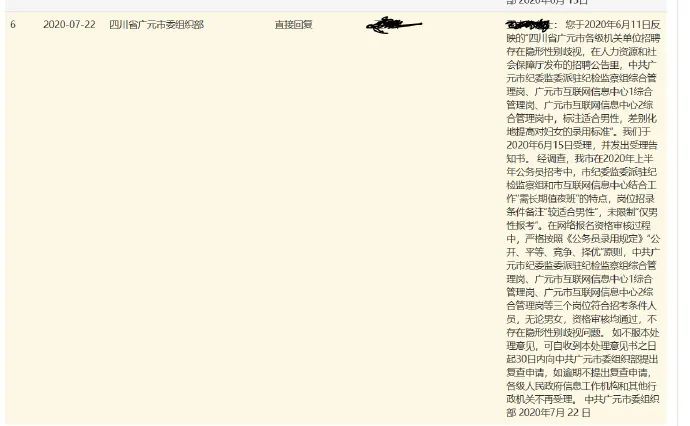 部 2020年6月 15日
6 2020-07-22 四川省广元市委组织部 直接回复
： 您于2020年6月11日反
映的“四川省广元市各级机关单位招聘
存在隐形性别歧视，在人力资源和社
会保障厅发布的招聘公告里，中共广
元市纪委监委派驻纪检监察组综合管
理岗、广元市互联网信息中心1综合
管理岗、广元市互联网信息中心2综
合管理岗中，标注适合男性，差别化
地提高对妇女的录用标准”。我们于
2020年6月15日受理，并发出受理告
知书。 经调查，我市在2020年上半
年公务员招考中，市纪委监委派驻纪
检监察组和市互联网信息中心结合工
作“需长期值夜班”的特点，岗位招录
条件备注“较适合男性”，未限制“仅男
性报考”。在网络报名资格审核过程
中，严格按照《公务员录用规定》“公
开、平等、竞争、择优”原则，中共广
元市纪委监委派驻纪检监察组综合管
理岗、广元市互联网信息中心1综合
管理岗、广元市互联网信息中心2综
合管理岗等三个岗位符合招考条件人
员，无论男女，资格审核均通过，不
存在隐形性别歧视问题。 如不服本处
理意见，可自收到本处理意见书之日
起30日内向中共广元市委组织部提出
复查申请，如逾期不提出复查申请，
各级人民政府信息工作机构和其他行
政机关不再受理。 中共广元市委组织
部 2020年7月 22 日